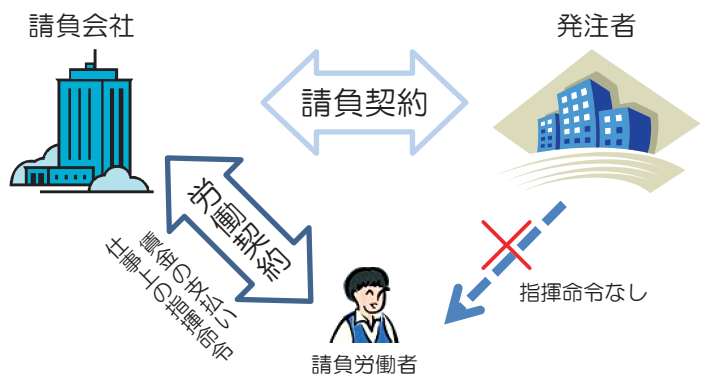 請負会社
発注者
請負契約
労働契約
賃金の支払い
仕事上の指揮命令
指揮命令なし
請負労働者